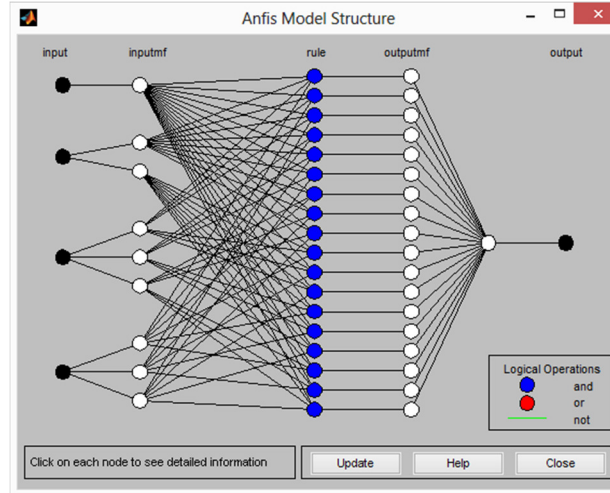 Anfis Model Structure
input inputmf rule outputmf output
Logical Operations
and
or
not
Click on each node to see detailed information
Update Help Close